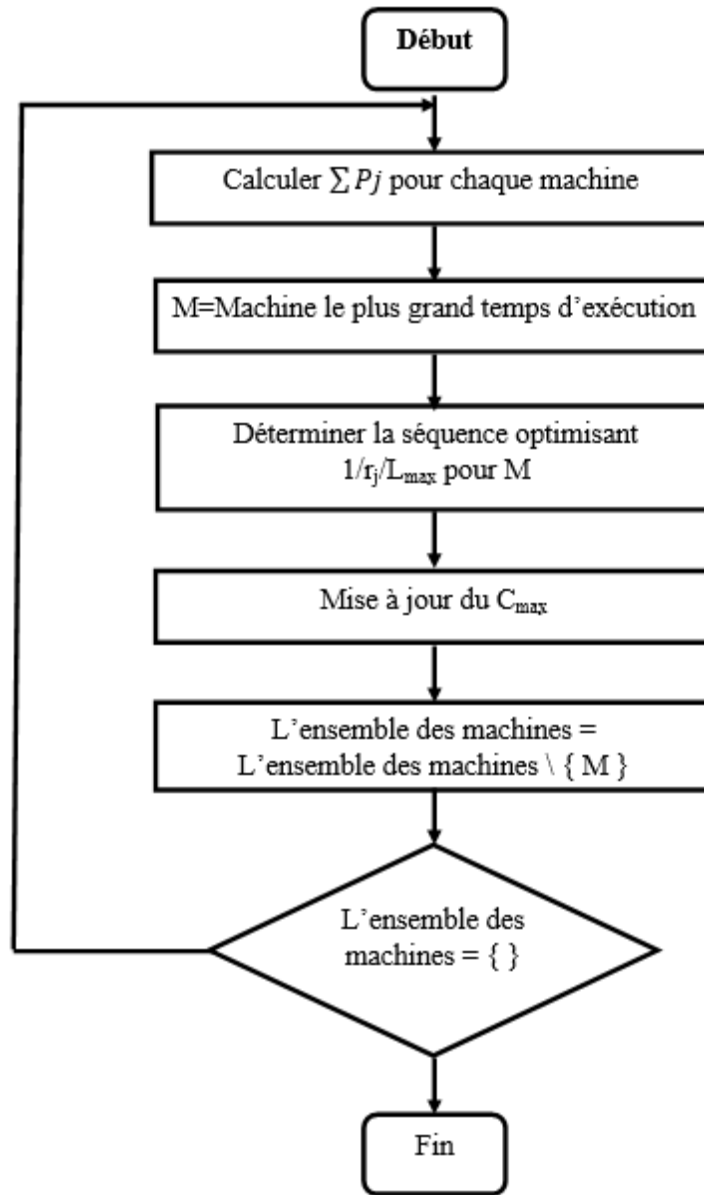 Début
Calculer ∑ Pj pour chaque machine
M=Machine le plus grand temps d’exécution
Déterminer la séquence optimisant
1/rj/Lmax pour M
Mise à jour du Cmax
L’ensemble des machines =
L’ensemble des machines \ { M }
L’ensemble des
machines = { }
Fin